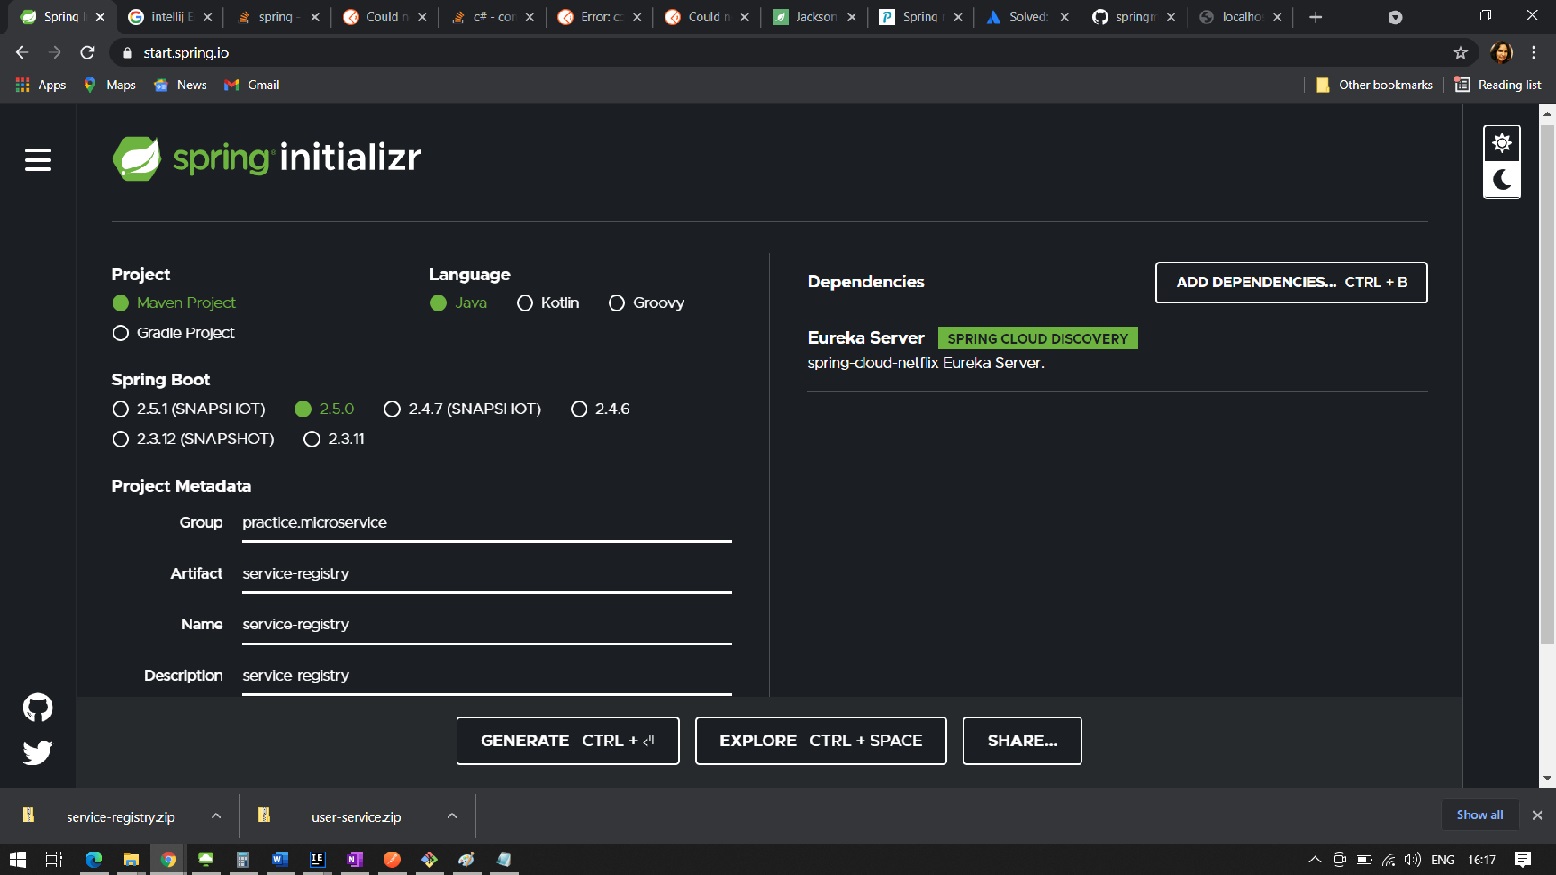 Spring I
intellij E
spring -
Could n
c# - cor
Error: c
Could n
Jackson
Spring
Solved:
springm
localho
start.spring.io
Apps
Maps
News
Gmail
Other bookmarks
Reading list
spring initializr
Project
Maven Project
Gradle Project
Language
Java
Kotlin
Groovy
Spring Boot
2.5.1 (SNAPSHOT)
2.5.0
2.4.7 (SNAPSHOT)
2.4.6
2.3.12 (SNAPSHOT)
2.3.11
Project Metadata
Group practice.microservice
Artifact service-registry
Name service-registry
Description service registry
Dependencies
ADD DEPENDENCIES... CTRL + B
Eureka Server SPRING CLOUD DISCOVERY
spring-cloud-netflix Eureka Server.
GENERATE CTRL + ⏎
EXPLORE CTRL + SPACE
SHARE...
service-registry.zip
user-service.zip
Show all
ENG
16:17